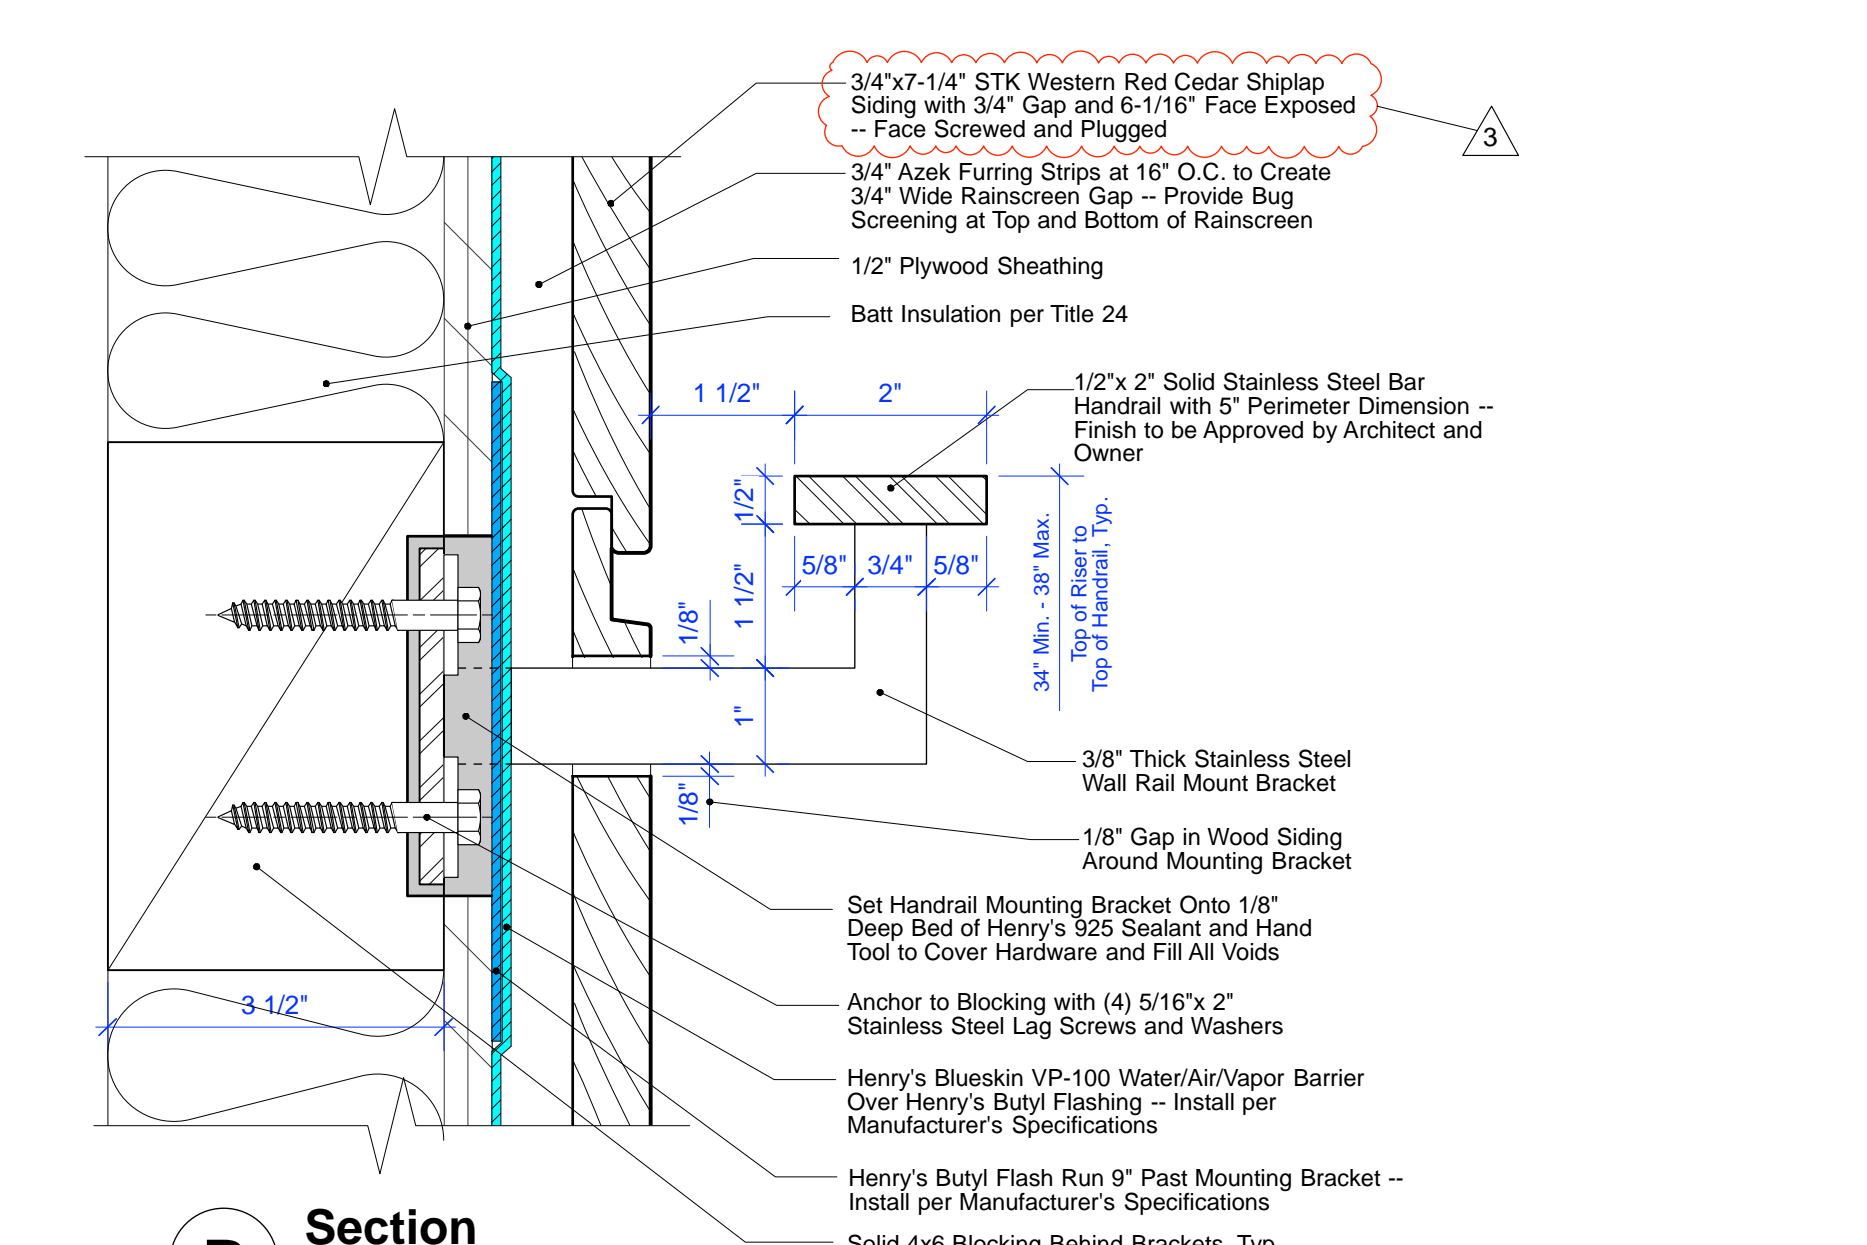 3/4"x7-1/4" STK Western Red Cedar Shiplap
Siding with 3/4" Gap and 6-1/16" Face Exposed
-- Face Screwed and Plugged
3
3/4" Azek Furring Strips at 16" O.C. to Create
3/4" Wide Rainscreen Gap -- Provide Bug
Screening at Top and Bottom of Rainscreen
1/2" Plywood Sheathing
Batt Insulation per Title 24
1/2"x 2" Solid Stainless Steel Bar
Handrail with 5" Perimeter Dimension --
Finish to be Approved by Architect and
Owner
1 1/2"
2"
1/2"
5/8"
3/4"
5/8"
1 1/2"
1/8"
1"
1/8"
34" Min. - 38" Max.
Top of Riser to
Top of Handrail, Typ.
3/8" Thick Stainless Steel
Wall Rail Mount Bracket
1/8" Gap in Wood Siding
Around Mounting Bracket
Set Handrail Mounting Bracket Onto 1/8"
Deep Bed of Henry's 925 Sealant and Hand
Tool to Cover Hardware and Fill All Voids
3 1/2"
Anchor to Blocking with (4) 5/16"x 2"
Stainless Steel Lag Screws and Washers
Henry's Blueskin VP-100 Water/Air/Vapor Barrier
Over Henry's Butyl Flashing -- Install per
Manufacturer's Specifications
Henry's Butyl Flash Run 9" Past Mounting Bracket --
Install per Manufacturer's Specifications
Solid 4x6 Blocking Behind Brackets, Typ.
Section